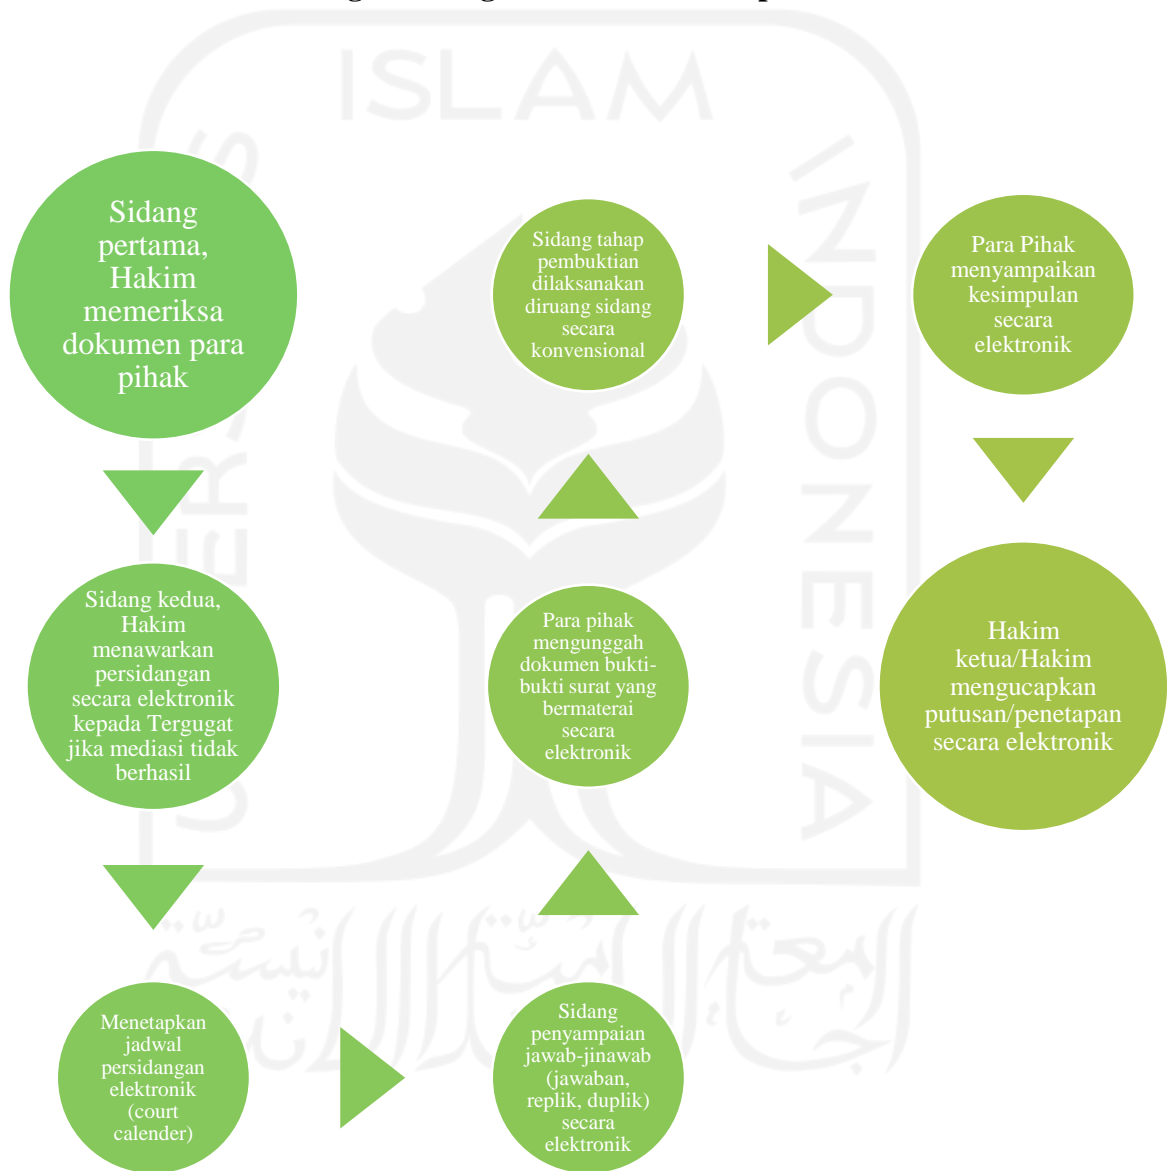 Sidang
pertama,
Hakim
memeriksa
dokumen para
pihak
Sidang kedua,
Hakim
menawarkan
persidangan
secara elektronik
kepada Tergugat
jika mediasi tidak
berhasil
Menetapkan
jadwal
persidangan
elektronik
(court
calender)
Sidang
penyampaian
jawab-jinawab
(jawaban,
replik, duplik)
secara
elektronik
Para pihak
mengunggah
dokumen bukti-
bukti surat yang
bermaterai
secara
elektronik
Sidang tahap
pembuktian
dilaksanakan
diruang sidang
secara
konvensional
Para Pihak
menyampaikan
kesimpulan
secara
elektronik
Hakim
ketua/Hakim
mengucapkan
putusan/penetapan
secara elektronik
ISLAM
INDONESIA